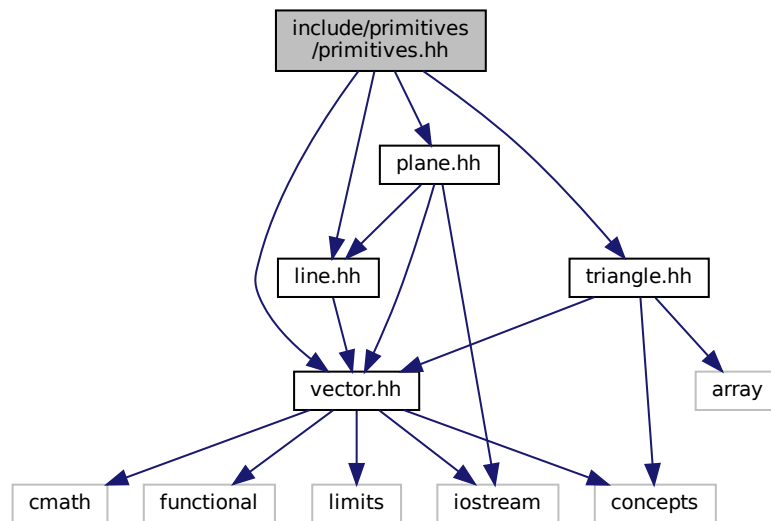 include/primitives
/primitives.hh
plane.hh
line.hh
triangle.hh
vector.hh
array
cmath
functional
limits
iostream
concepts